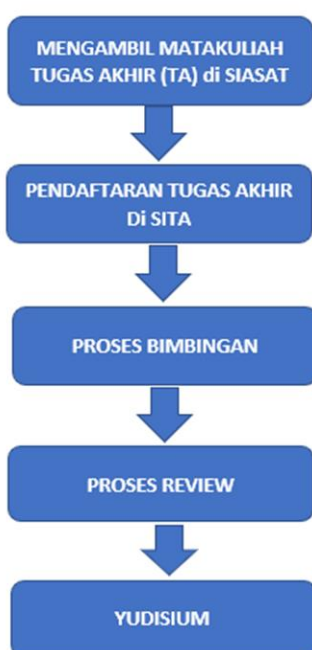 MENGAMBIL MATAKULIAH
TUGAS AKHIR (TA) di SIASAT
PENDAFTARAN TUGAS AKHIR
Di SITA
PROSES BIMBINGAN
PROSES REVIEW
YUDISIUM